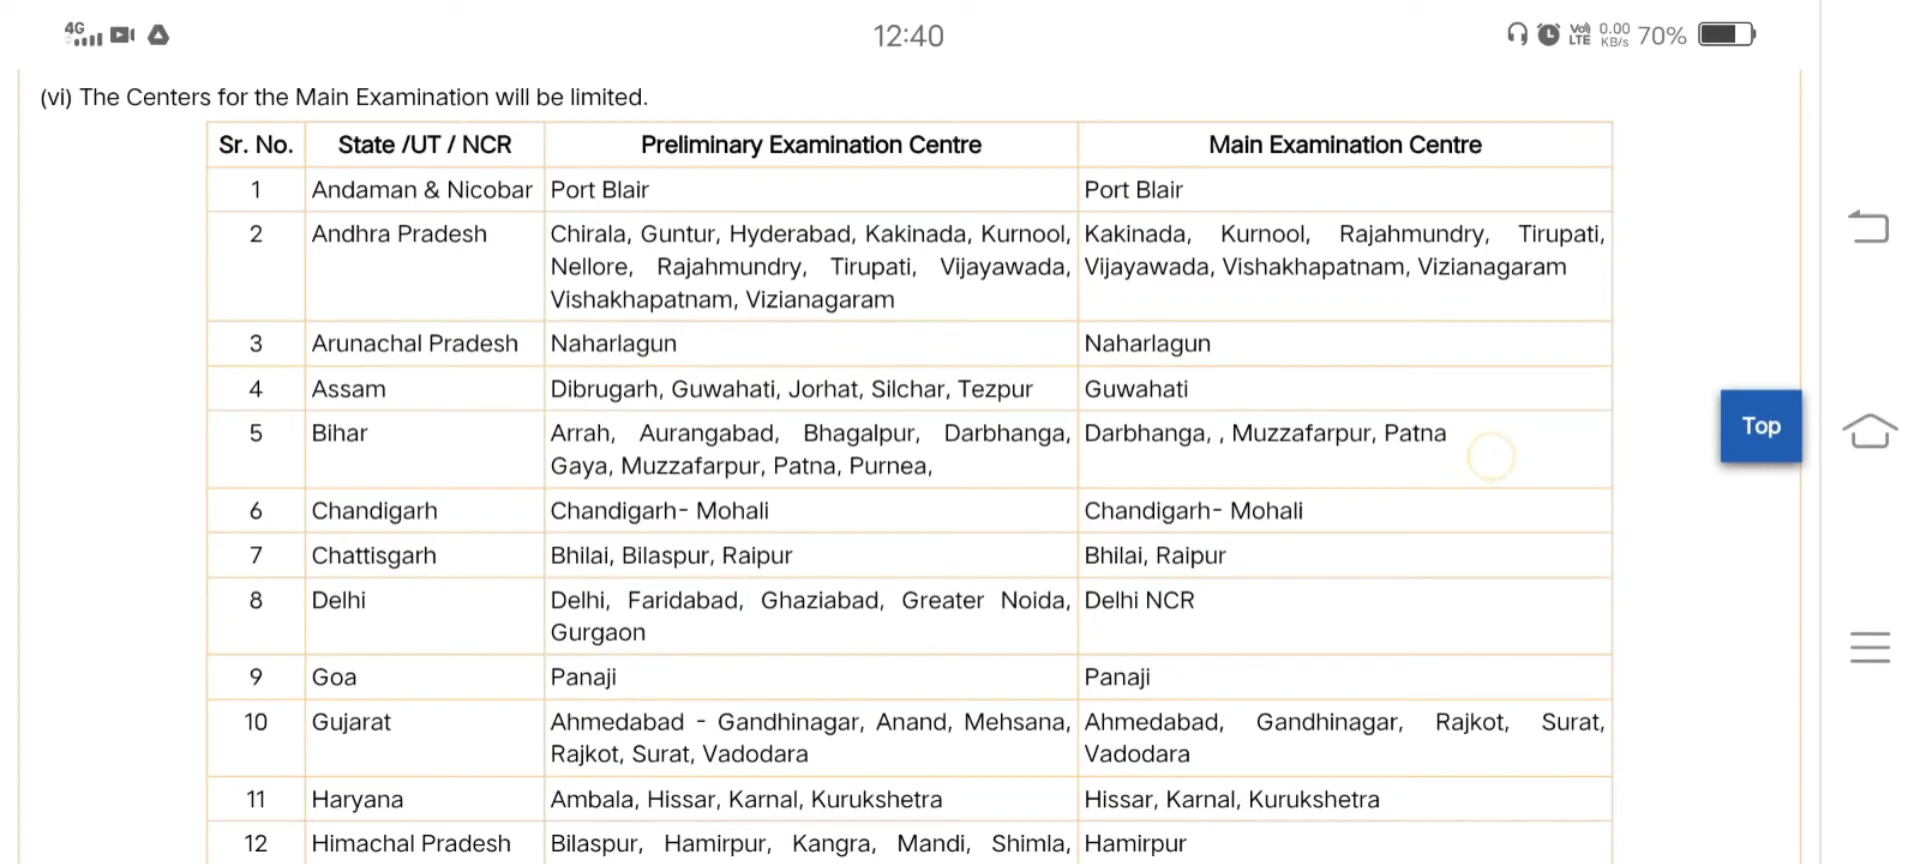 4G
12:40
Vo) LTE
0.00 KB/s
70%
(vi) The Centers for the Main Examination will be limited.
Sr. No. State /UT / NCR Preliminary Examination Centre Main Examination Centre
1 Andaman & Nicobar Port Blair Port Blair
2 Andhra Pradesh Chirala, Guntur, Hyderabad, Kakinada, Kurnool, Kakinada, Kurnool, Rajahmundry, Tirupati,
Nellore, Rajahmundry, Tirupati, Vijayawada, Vijayawada, Vishakhapatnam, Vizianagaram
Vishakhapatnam, Vizianagaram
3 Arunachal Pradesh Naharlagun Naharlagun
4 Assam Dibrugarh, Guwahati, Jorhat, Silchar, Tezpur Guwahati
5 Bihar Arrah, Aurangabad, Bhagalpur, Darbhanga, Darbhanga, , Muzzafarpur, Patna
Gaya, Muzzafarpur, Patna, Purnea,
Top
6 Chandigarh Chandigarh- Mohali Chandigarh- Mohali
7 Chattisgarh Bhilai, Bilaspur, Raipur Bhilai, Raipur
8 Delhi Delhi, Faridabad, Ghaziabad, Greater Noida, Delhi NCR
Gurgaon
9 Goa Panaji Panaji
10 Gujarat Ahmedabad - Gandhinagar, Anand, Mehsana, Ahmedabad, Gandhinagar, Rajkot, Surat,
Rajkot, Surat, Vadodara Vadodara
11 Haryana Ambala, Hissar, Karnal, Kurukshetra Hissar, Karnal, Kurukshetra
12 Himachal Pradesh Bilaspur, Hamirpur, Kangra, Mandi, Shimla, Hamirpur